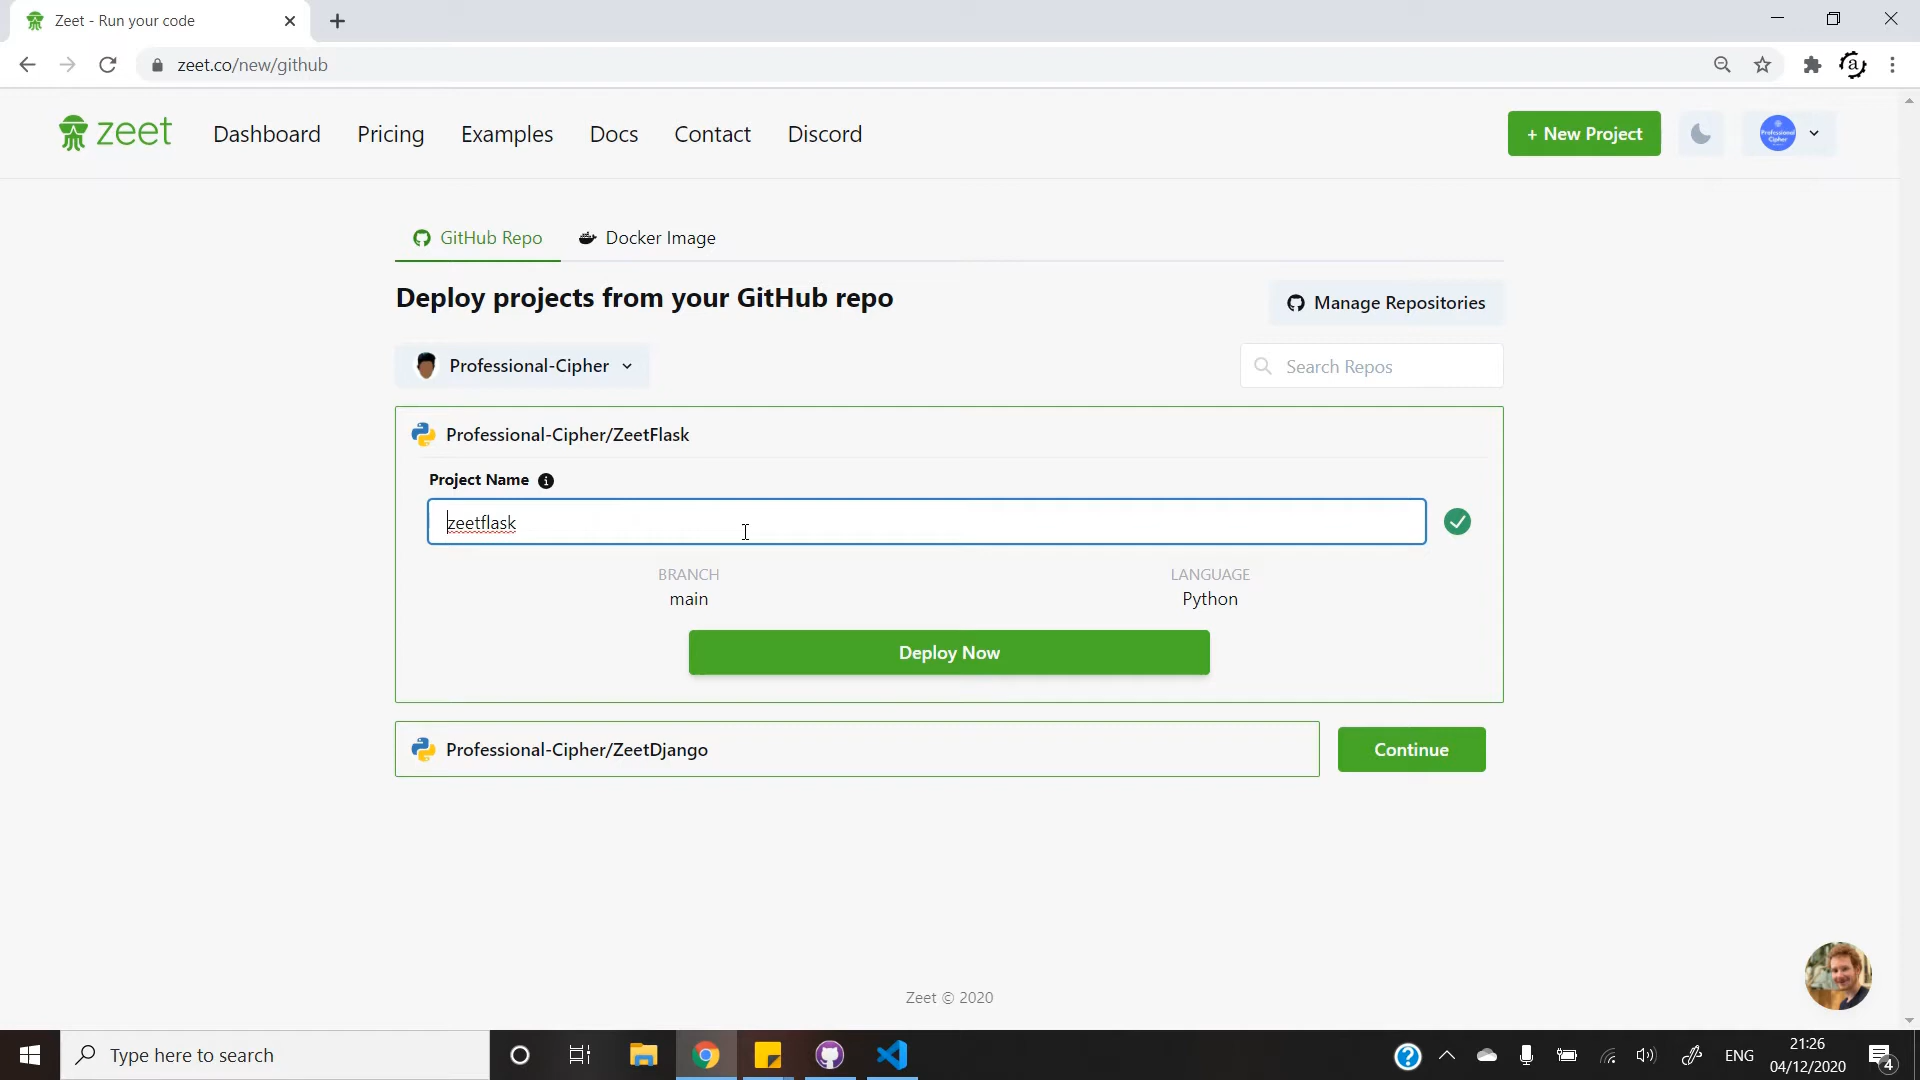 Zeet - Run your code
zeet.co/new/github
zeet
Dashboard
Pricing
Examples
Docs
Contact
Discord
+ New Project
Professional
Cipher
GitHub Repo
Docker Image
Deploy projects from your GitHub repo
Manage Repositories
Professional-Cipher
Search Repos
Professional-Cipher/ZeetFlask
Project Name
zeetflask
BRANCH
LANGUAGE
main
Python
Deploy Now
Professional-Cipher/ZeetDjango
Continue
Zeet © 2020
Type here to search
ENG
21:26
04/12/2020
4